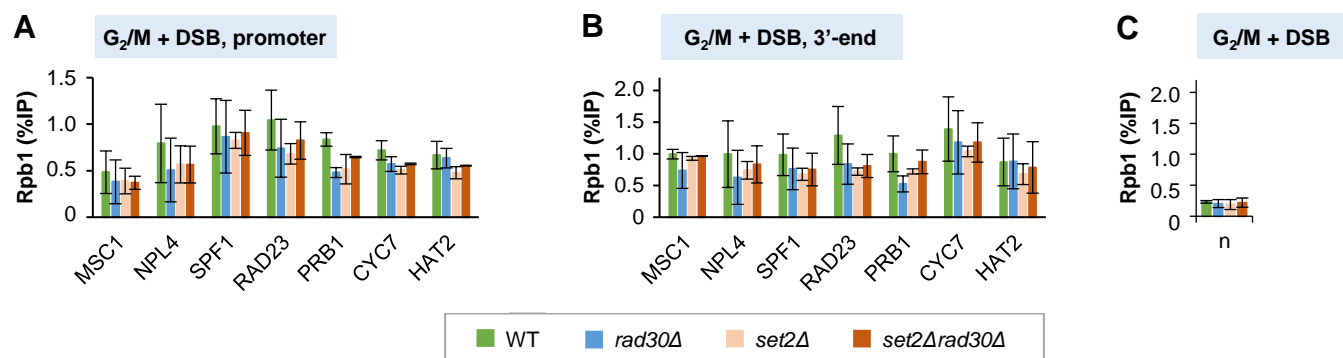 A
G₂/M + DSB, promoter
Rpb1 (%IP)
1.5
1.0
0.5
0
MSC1
NPL4
SPF1
RAD23
PRB1
CYC7
HAT2
B
G₂/M + DSB, 3’-end
Rpb1 (%IP)
2.0
1.5
1.0
0.5
0
MSC1
NPL4
SPF1
RAD23
PRB1
CYC7
HAT2
C
G₂/M + DSB
Rpb1 (%IP)
2.0
1.5
1.0
0.5
0
n
WT
rad30Δ
set2Δ
set2Δrad30Δ